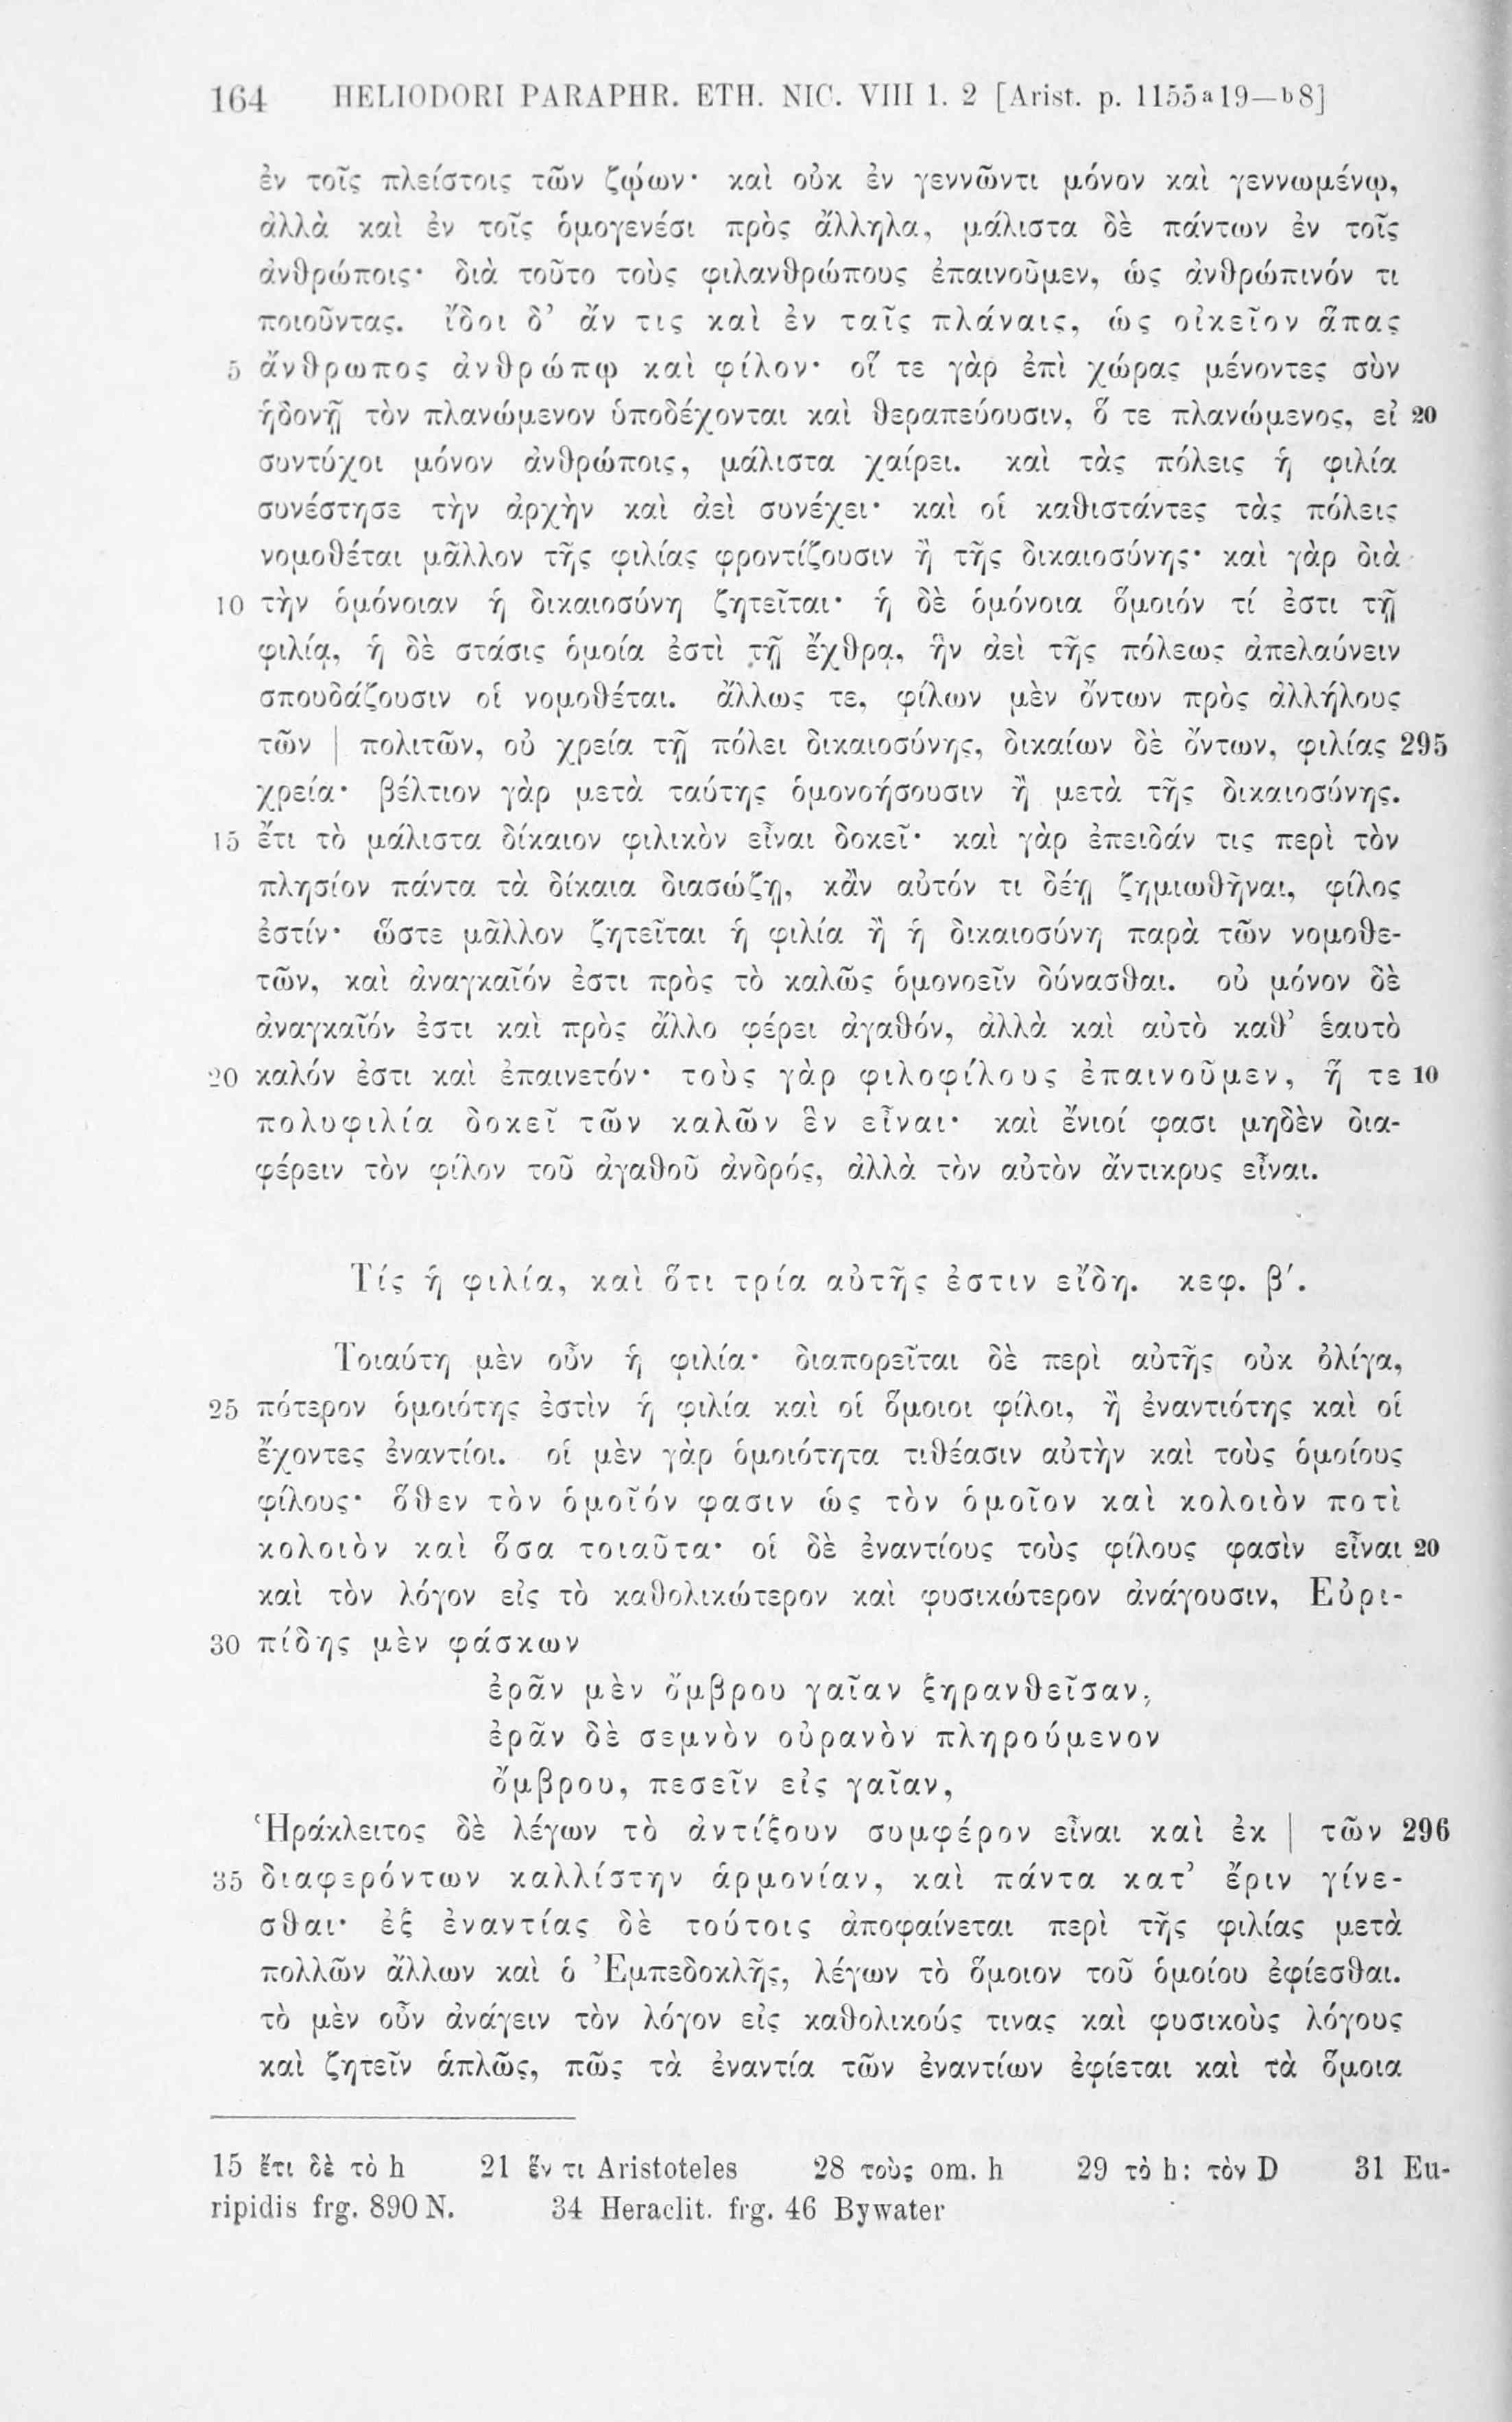 164 HELIODORI PARAPHR. ETH. NIC. VIII 1. 2 [Arist. p. 1155ᵃ19—ᵇ8]
ἐν τοῖς πλείστοις τῶν ζῴων· καὶ οὐκ ἐν γεννῶντι μόνον καὶ γεννωμένῳ,
ἀλλὰ καὶ ἐν τοῖς ὁμογενέσι πρὸς ἄλληλα, μάλιστα δὲ πάντων ἐν τοῖς
ἀνθρώποις· διὰ τοῦτο τοὺς φιλανθρώπους ἐπαινοῦμεν, ὡς ἀνθρώπινόν τι
ποιοῦντας. ἴδοι δ' ἄν τις καὶ ἐν ταῖς πλάναις, ὡς οἰκεῖον ἅπας
5 ἄνθρωπος ἀνθρώπῳ καὶ φίλον· οἵ τε γὰρ ἐπὶ χώρας μένοντες σὺν
ἡδονῇ τὸν πλανώμενον ὑποδέχονται καὶ θεραπεύουσιν, ὅ τε πλανώμενος, εἰ 20
συντύχοι μόνον ἀνθρώποις, μάλιστα χαίρει. καὶ τὰς πόλεις ἡ φιλία
συνέστησε τὴν ἀρχὴν καὶ ἀεὶ συνέχει· καὶ οἱ καθιστάντες τὰς πόλεις
νομοθέται μᾶλλον τῆς φιλίας φροντίζουσιν ἢ τῆς δικαιοσύνης· καὶ γὰρ διὰ
10 τὴν ὁμόνοιαν ἡ δικαιοσύνη ζητεῖται· ἡ δὲ ὁμόνοια ὅμοιόν τί ἐστι τῇ
φιλίᾳ, ἡ δὲ στάσις ὁμοία ἐστὶ τῇ ἔχθρᾳ, ἣν ἀεὶ τῆς πόλεως ἀπελαύνειν
σπουδάζουσιν οἱ νομοθέται. ἄλλως τε, φίλων μὲν ὄντων πρὸς ἀλλήλους
τῶν | πολιτῶν, οὐ χρεία τῇ πόλει δικαιοσύνης, δικαίων δὲ ὄντων, φιλίας 295
χρεία· βέλτιον γὰρ μετὰ ταύτης ὁμονοήσουσιν ἢ μετὰ τῆς δικαιοσύνης.
15 ἔτι τὸ μάλιστα δίκαιον φιλικὸν εἶναι δοκεῖ· καὶ γὰρ ἐπειδάν τις περὶ τὸν
πλησίον πάντα τὰ δίκαια διασώζῃ, κἂν αὐτόν τι δέῃ ζημιωθῆναι, φίλος
ἐστίν· ὥστε μᾶλλον ζητεῖται ἡ φιλία ἢ ἡ δικαιοσύνη παρὰ τῶν νομοθε-
τῶν, καὶ ἀναγκαῖόν ἐστι πρὸς τὸ καλῶς ὁμονοεῖν δύνασθαι. οὐ μόνον δὲ
ἀναγκαῖόν ἐστι καὶ πρὸς ἄλλο φέρει ἀγαθόν, ἀλλὰ καὶ αὐτὸ καθ' ἑαυτὸ
20 καλόν ἐστι καὶ ἐπαινετόν· τοὺς γὰρ φιλοφίλους ἐπαινοῦμεν, ἥ τε 10
πολυφιλία δοκεῖ τῶν καλῶν ἓν εἶναι· καὶ ἔνιοί φασι μηδὲν δια-
φέρειν τὸν φίλον τοῦ ἀγαθοῦ ἀνδρός, ἀλλὰ τὸν αὐτὸν ἄντικρυς εἶναι.
Τίς ἡ φιλία, καὶ ὅτι τρία αὐτῆς ἐστιν εἴδη. κεφ. β'.
Τοιαύτη μὲν οὖν ἡ φιλία· διαπορεῖται δὲ περὶ αὐτῆς οὐκ ὀλίγα,
25 πότερον ὁμοιότης ἐστὶν ἡ φιλία καὶ οἱ ὅμοιοι φίλοι, ἢ ἐναντιότης καὶ οἱ
ἔχοντες ἐναντίοι. οἱ μὲν γὰρ ὁμοιότητα τιθέασιν αὐτὴν καὶ τοὺς ὁμοίους
φίλους· ὅθεν τὸν ὁμοῖόν φασιν ὡς τὸν ὁμοῖον καὶ κολοιὸν ποτὶ
κολοιὸν καὶ ὅσα τοιαῦτα· οἱ δὲ ἐναντίους τοὺς φίλους φασὶν εἶναι 20
καὶ τὸν λόγον εἰς τὸ καθολικώτερον καὶ φυσικώτερον ἀνάγουσιν, Εὐρι-
30 πίδης μὲν φάσκων
ἐρᾶν μὲν ὄμβρου γαῖαν ξηρανθεῖσαν,
ἐρᾶν δὲ σεμνὸν οὐρανὸν πληρούμενον
ὄμβρου, πεσεῖν εἰς γαῖαν,
Ἡράκλειτος δὲ λέγων τὸ ἀντίξουν συμφέρον εἶναι καὶ ἐκ | τῶν 296
35 διαφερόντων καλλίστην ἁρμονίαν, καὶ πάντα κατ' ἔριν γίνε-
σθαι· ἐξ ἐναντίας δὲ τούτοις ἀποφαίνεται περὶ τῆς φιλίας μετὰ
πολλῶν ἄλλων καὶ ὁ Ἐμπεδοκλῆς, λέγων τὸ ὅμοιον τοῦ ὁμοίου ἐφίεσθαι.
τὸ μὲν οὖν ἀνάγειν τὸν λόγον εἰς καθολικούς τινας καὶ φυσικοὺς λόγους
καὶ ζητεῖν ἁπλῶς, πῶς τὰ ἐναντία τῶν ἐναντίων ἐφίεται καὶ τὰ ὅμοια
15 ἔτι δὲ τὸ h 21 ἕν τι Aristoteles 28 τοὺς om. h 29 τὸ h: τὸν D 31 Eu-
ripidis frg. 890 N. 34 Heraclit. frg. 46 Bywater